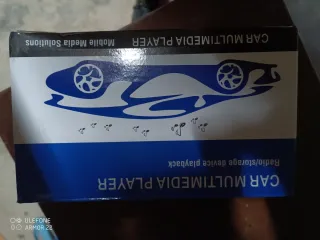 CAR MULTIMEDIA PLAYER
Radio/storage device playback
Mobile Media Solutions
CAR MULTIMEDIA PLAYER
ULEFONE
ARMOR 22